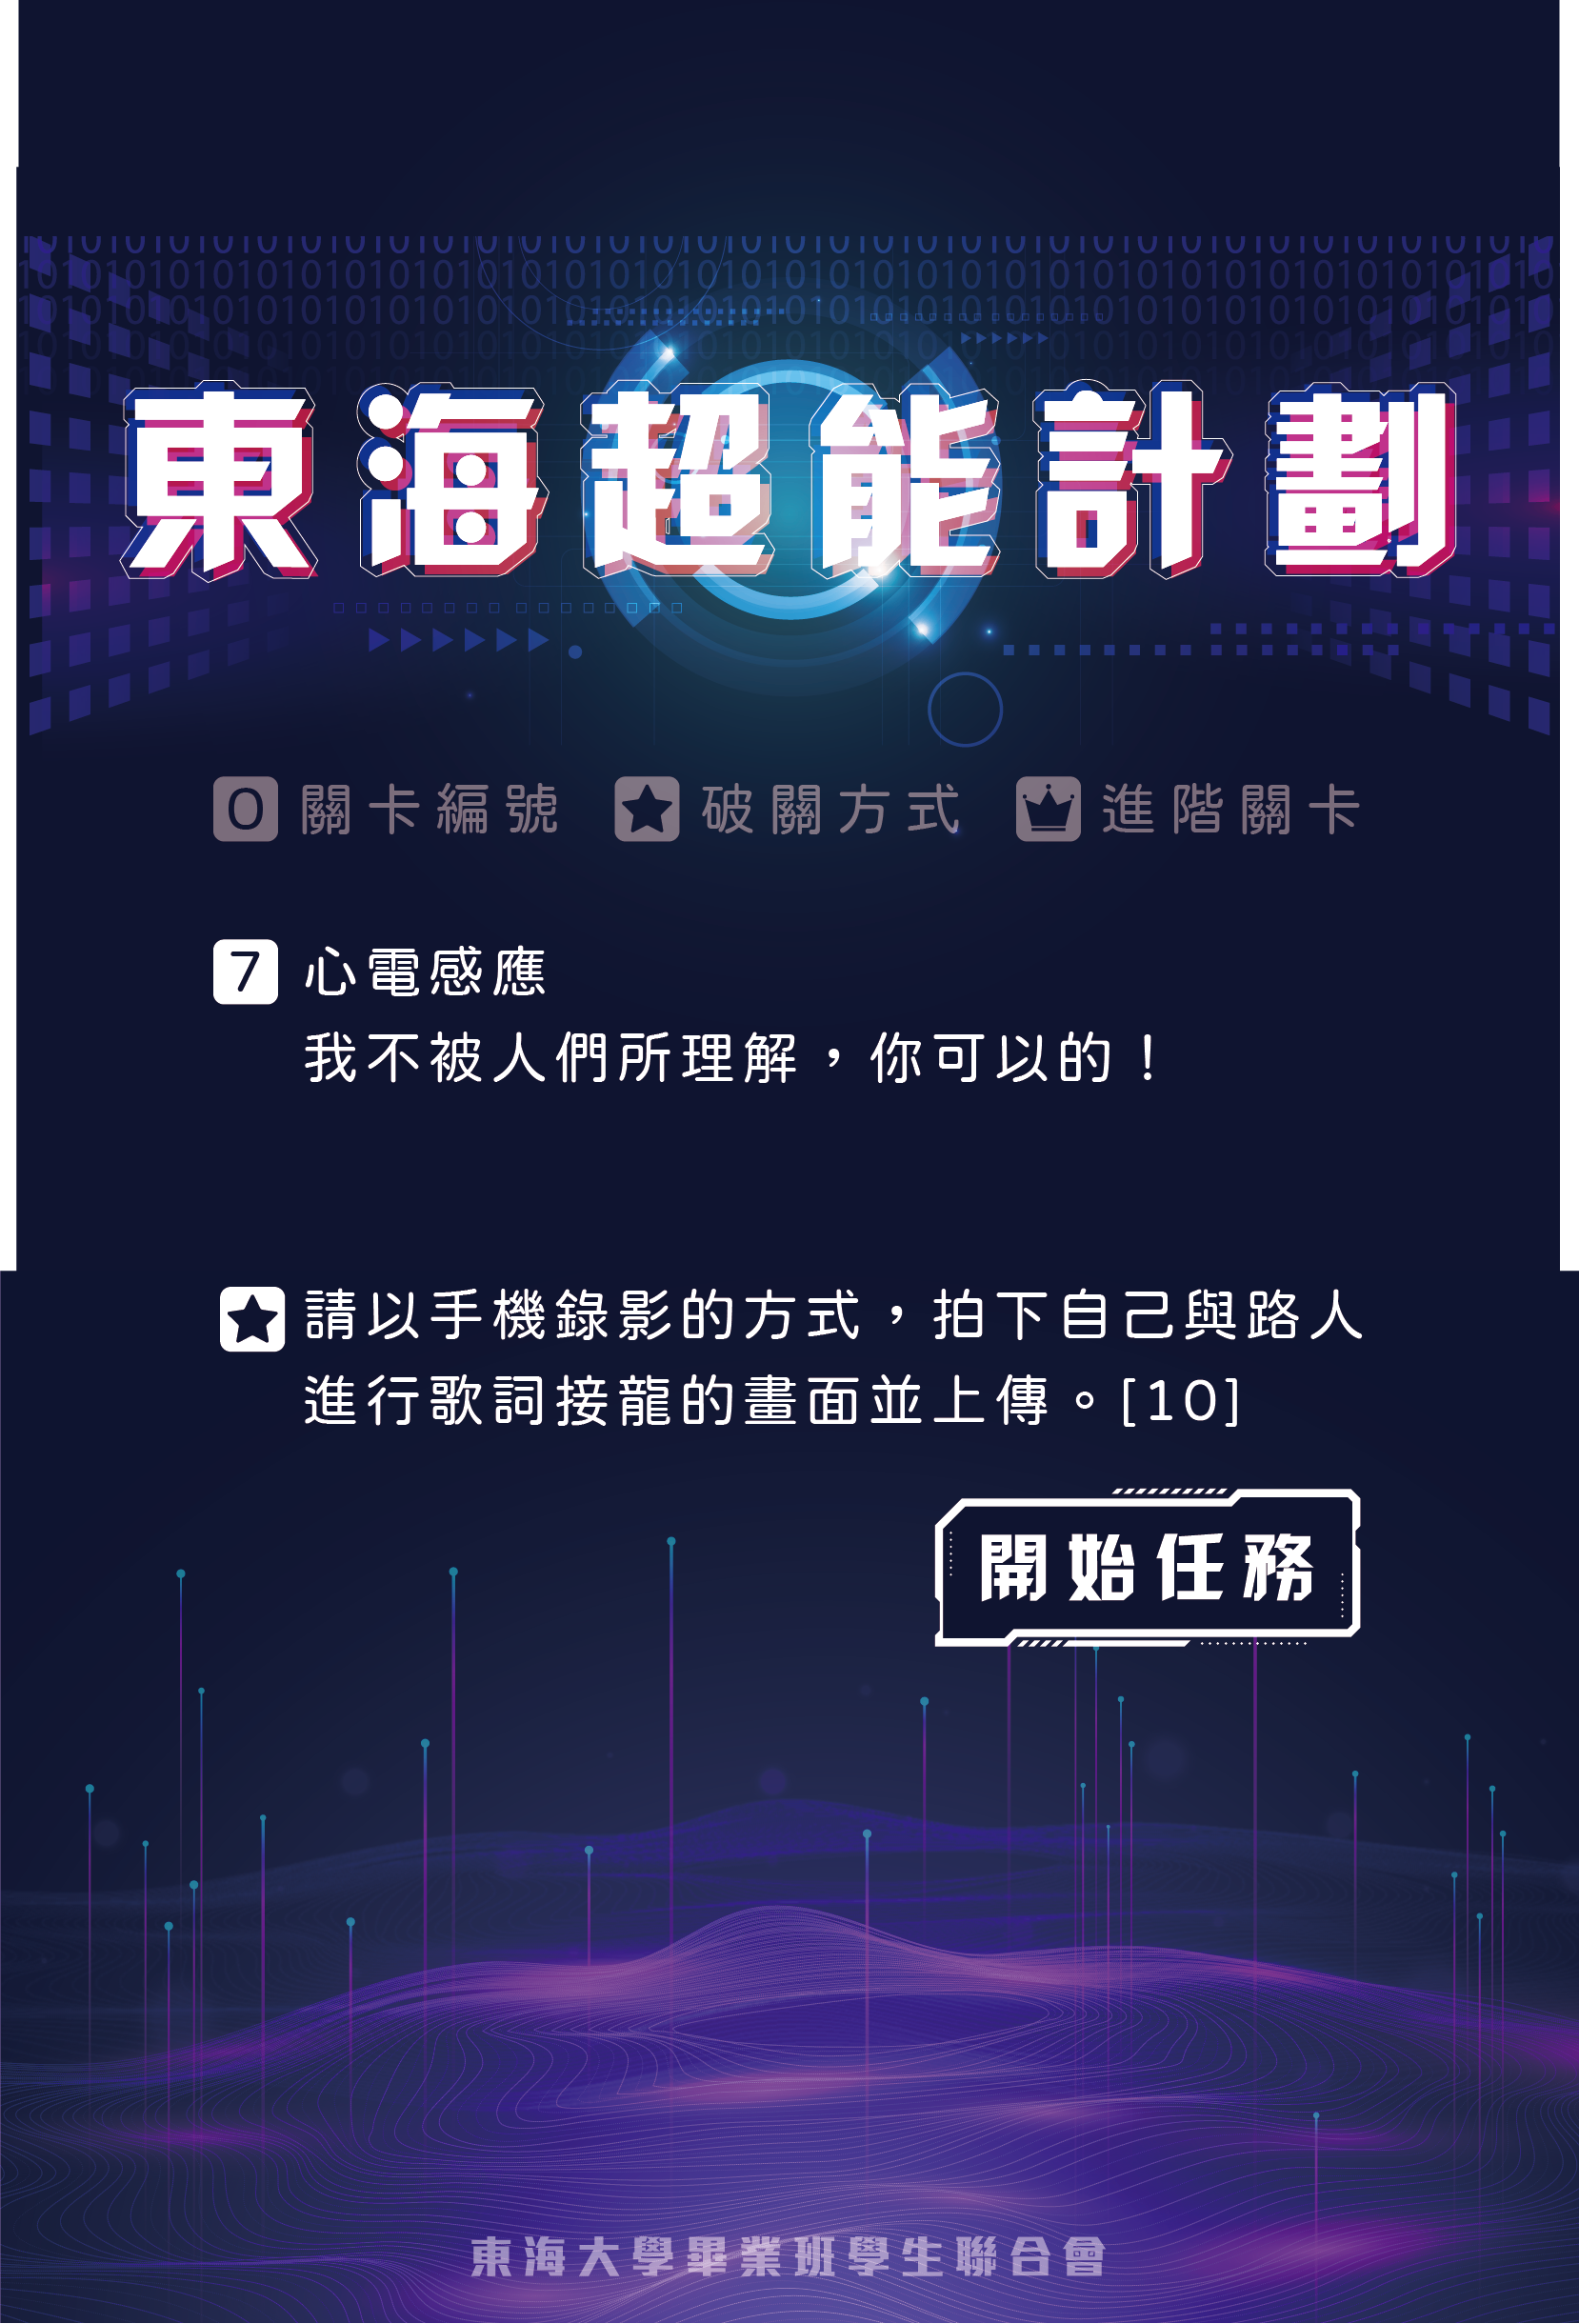 東海超能計劃
0 關卡編號 破關方式 進階關卡
7 心電感應
我不被人們所理解，你可以的！
請以手機錄影的方式，拍下自己與路人
進行歌詞接龍的畫面並上傳。[10]
開始任務
東海大學畢業班學生聯合會